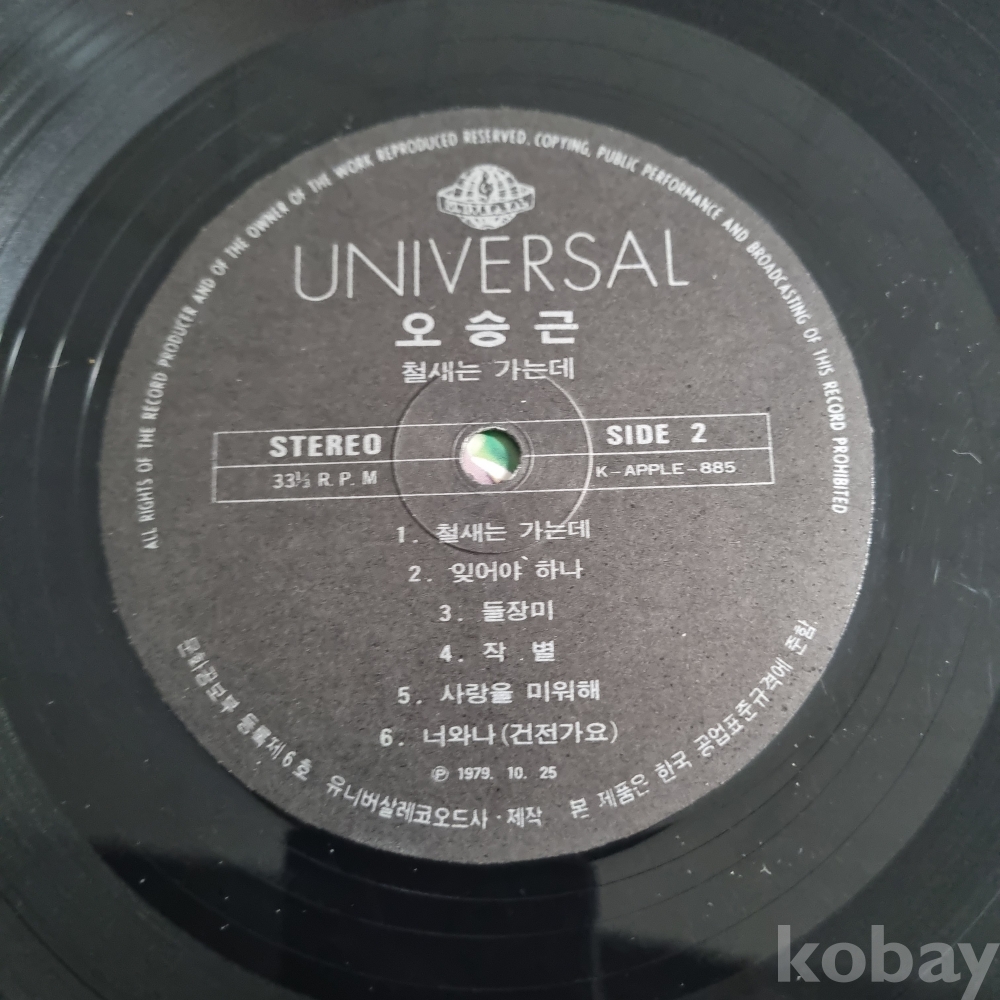 ALL RIGHTS OF THE RECORD PRODUCER AND OF THE OWNER OF THE WORK REPRODUCED RESERVED. COPYING, PUBLIC PERFORMANCE AND BROADCASTING OF THIS RECORD PROHIBITED
UNIVERSAL
UNIVERSAL
오승근
철새는 가는데
STEREO
SIDE 2
33⅓ R.P.M
K-APPLE-885
1. 철새는 가는데
2. 잊어야 하나
3. 들장미
4. 작 별
5. 사랑을 미워해
6. 너와나(건전가요)
℗ 1979. 10. 25
문화공보부 등록제6호 유니버살레코오드사·제작 본 제품은 한국 공업표준규격에 준함
kobay